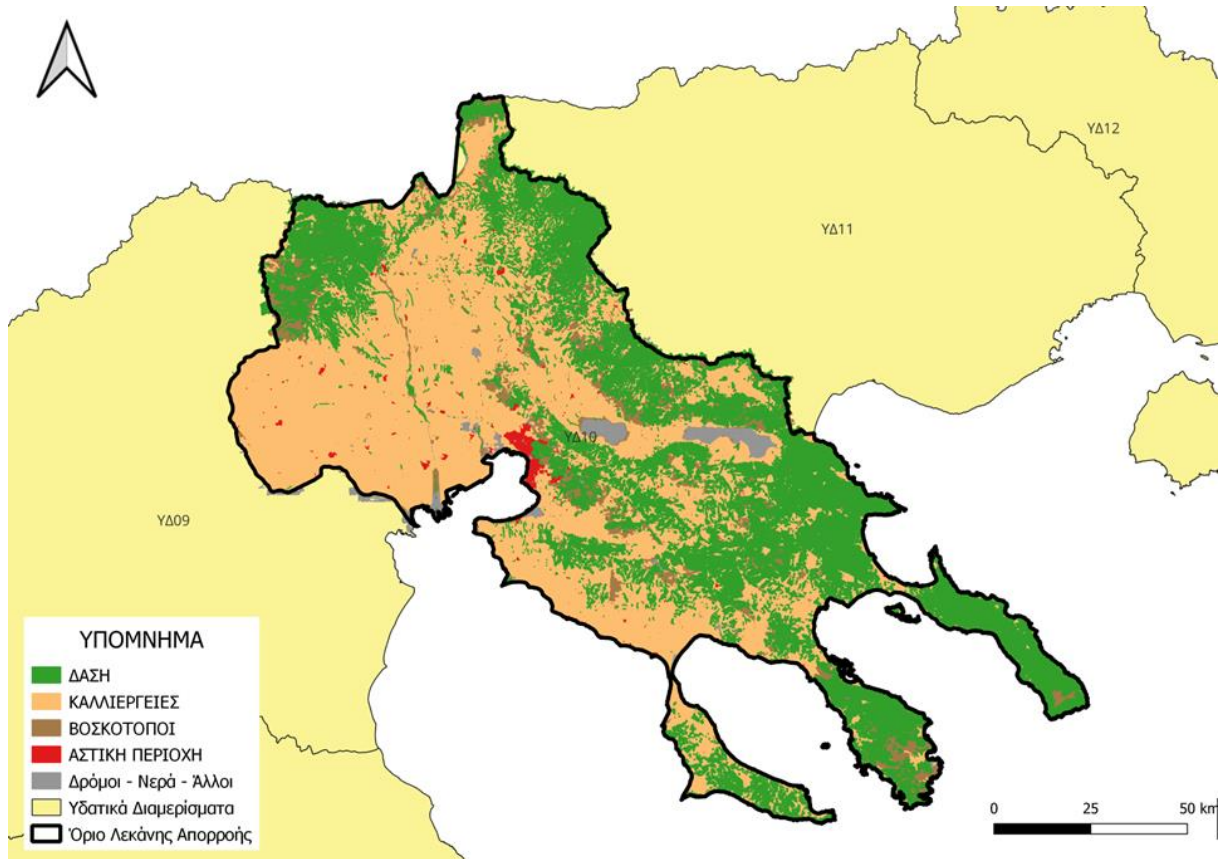 ΥΔ12
ΥΔ11
ΥΔ10
ΥΔ09
ΥΠΟΜΝΗΜΑ
ΔΑΣΗ
ΚΑΛΛΙΕΡΓΕΙΕΣ
ΒΟΣΚΟΤΟΠΟΙ
ΑΣΤΙΚΗ ΠΕΡΙΟΧΗ
Δρόμοι - Νερά - Άλλοι
Υδατικά Διαμερίσματα
Όριο Λεκάνης Απορροής
0 25 50 km